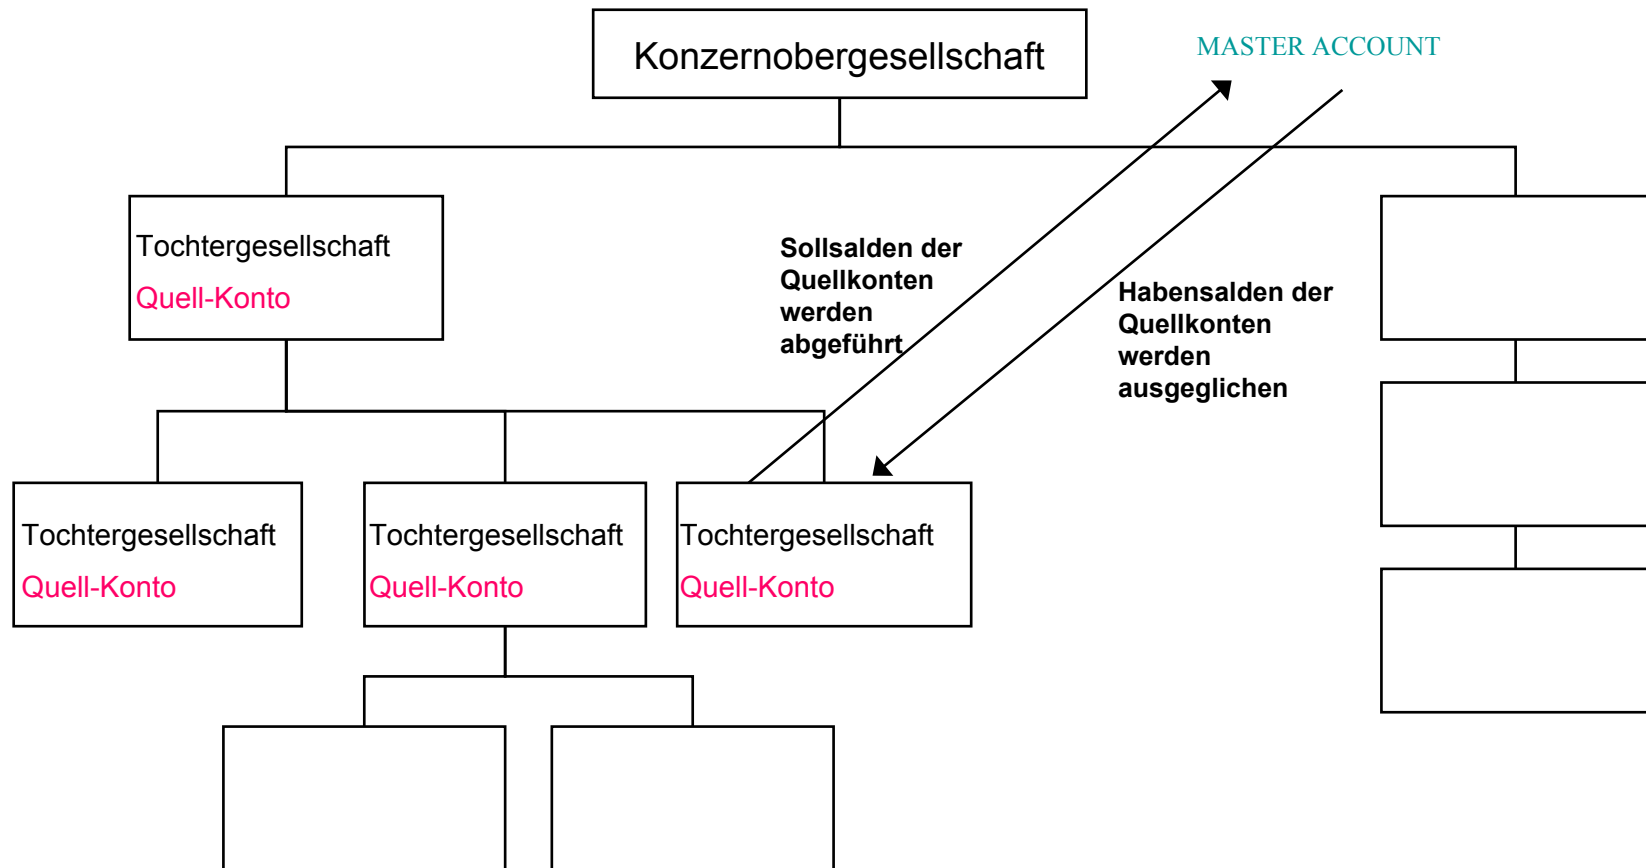 Konzernobergesellschaft
MASTER ACCOUNT
Tochtergesellschaft
Quell-Konto
Sollsalden der
Quellkonten
werden
abgeführt
Habensalden der
Quellkonten
werden
ausgeglichen
Tochtergesellschaft
Quell-Konto
Tochtergesellschaft
Quell-Konto
Tochtergesellschaft
Quell-Konto